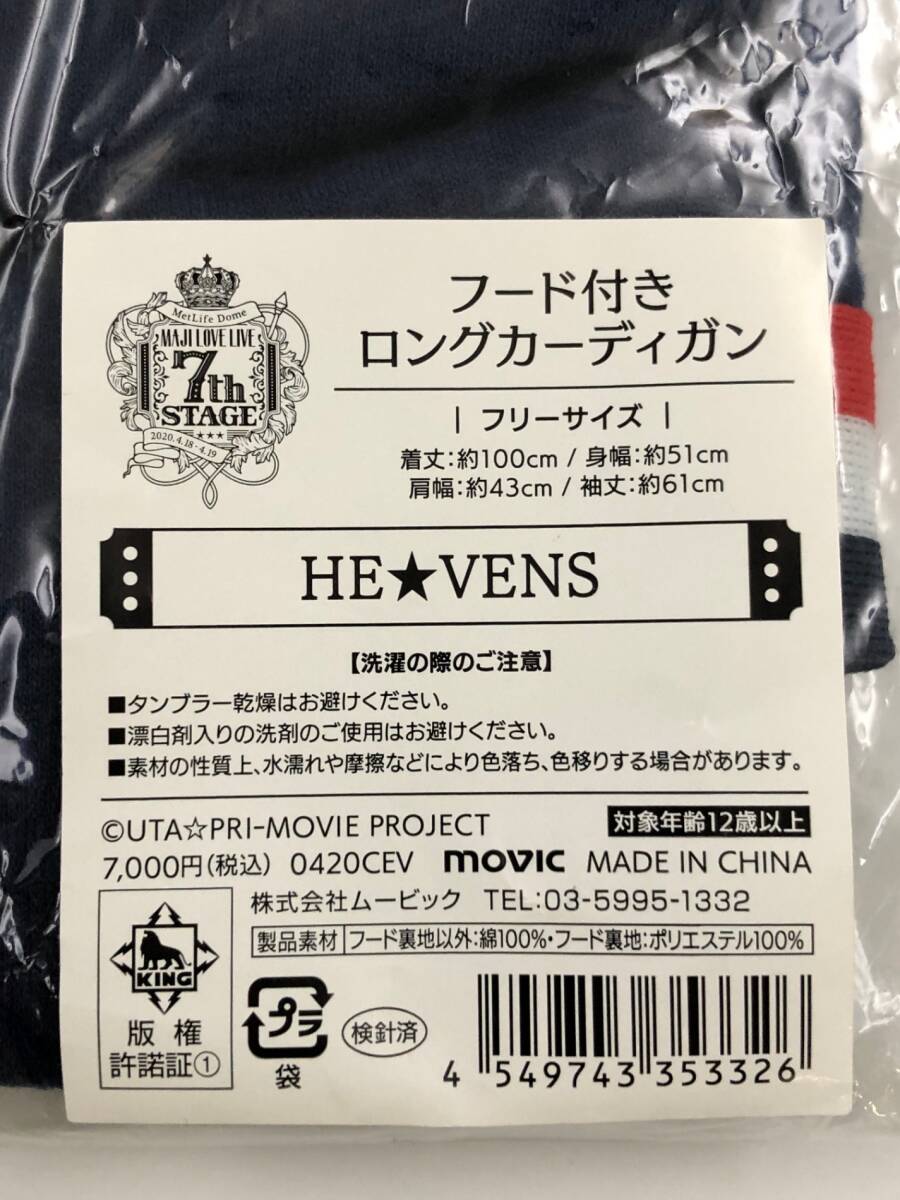 MetLife Dome
MAJI LOVE LIVE
7th
STAGE
2020.4.18-4.19
フード付き
ロングカーディガン
| フリーサイズ |
着丈:約100cm / 身幅:約51cm
肩幅:約43cm / 袖丈:約61cm
HE★VENS
【洗濯の際のご注意】
■タンブラー乾燥はお避けください。
■漂白剤入りの洗剤のご使用はお避けください。
■素材の性質上、水濡れや摩擦などにより色落ち、色移りする場合があります。
©UTA☆PRI-MOVIE PROJECT
対象年齢12歳以上
7,000円(税込) 0420CEV movic MADE IN CHINA
株式会社ムービック TEL:03-5995-1332
製品素材 フード裏地以外:綿100%・フード裏地:ポリエステル100%
KING
版権
許諾証①
プラ
袋
検針済
4 549743 353326